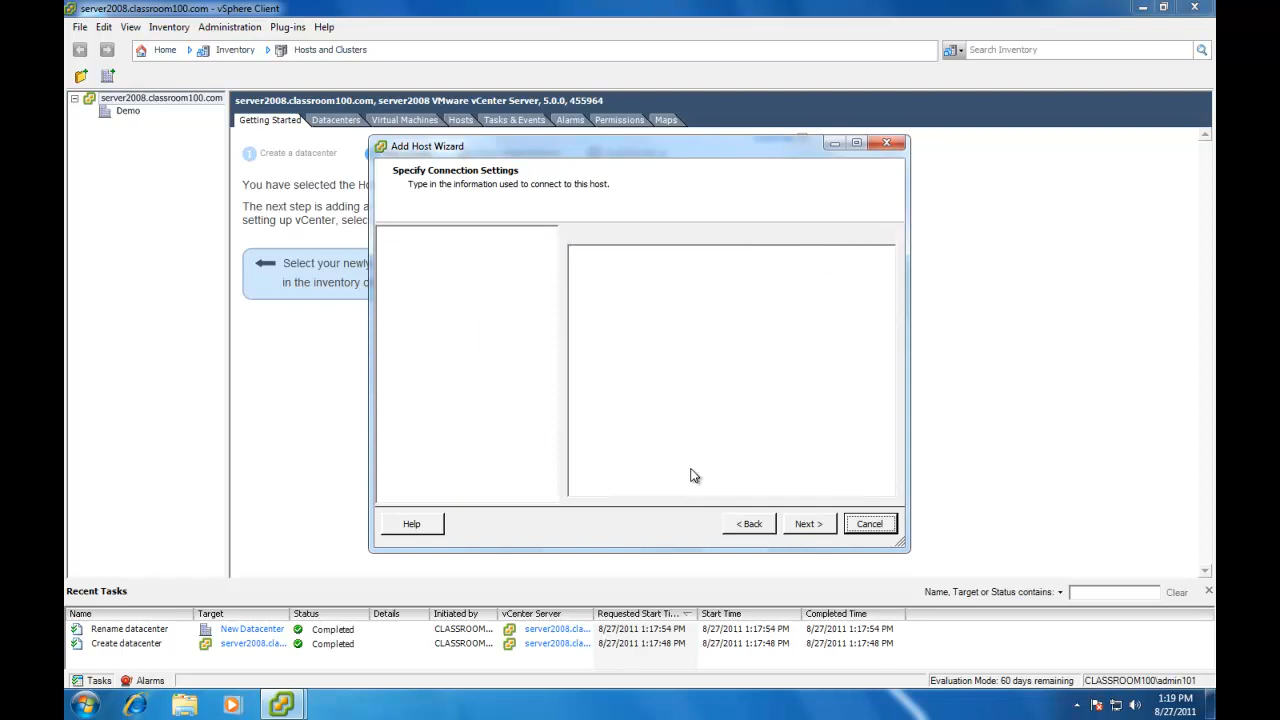 server2008.classroom100.com - vSphere Client
File Edit View Inventory Administration Plug-ins Help
Home Inventory Hosts and Clusters Search Inventory
server2008.classroom100.com
Demo
server2008.classroom100.com, server2008 VMware vCenter Server, 5.0.0, 455964
Getting Started Datacenters Virtual Machines Hosts Tasks & Events Alarms Permissions Maps
1 Create a datacenter
You have selected the Ho
The next step is adding a
setting up vCenter, selec
Select your newly
in the inventory
Add Host Wizard
Specify Connection Settings
Type in the information used to connect to this host.
Help < Back Next > Cancel
Recent Tasks Name, Target or Status contains: Clear
Name Target Status Details Initiated by vCenter Server Requested Start Ti... Start Time Completed Time
Rename datacenter New Datacenter Completed CLASSROOM... server2008.cla... 8/27/2011 1:17:54 PM 8/27/2011 1:17:54 PM 8/27/2011 1:17:54 PM
Create datacenter server2008.cla... Completed CLASSROOM... server2008.cla... 8/27/2011 1:17:48 PM 8/27/2011 1:17:48 PM 8/27/2011 1:17:48 PM
Tasks Alarms Evaluation Mode: 60 days remaining CLASSROOM100\admin101
1:19 PM
8/27/2011